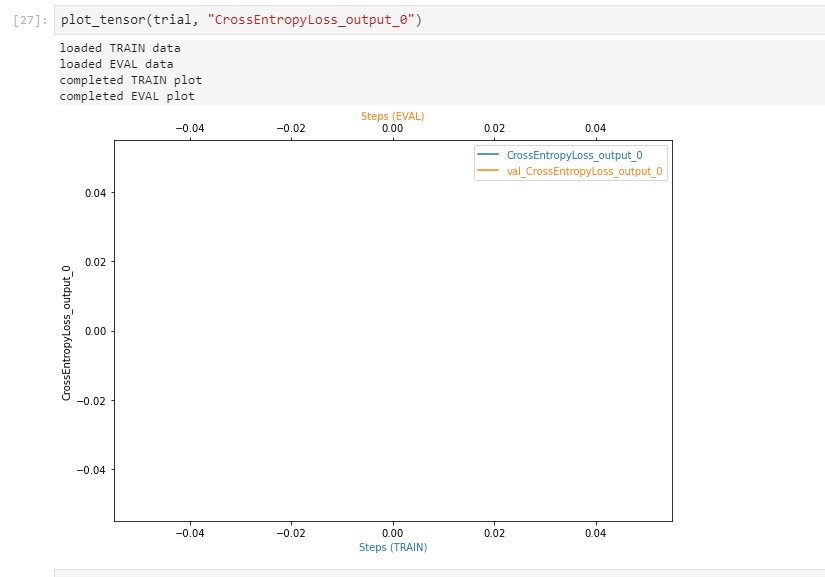 [27]: plot_tensor(trial, "CrossEntropyLoss_output_0")
loaded TRAIN data
loaded EVAL data
completed TRAIN plot
completed EVAL plot
Steps (EVAL)
−0.04 −0.02 0.00 0.02 0.04
CrossEntropyLoss_output_0
val_CrossEntropyLoss_output_0
0.04
0.02
0.00
−0.02
−0.04
CrossEntropyLoss_output_0
−0.04 −0.02 0.00 0.02 0.04
Steps (TRAIN)